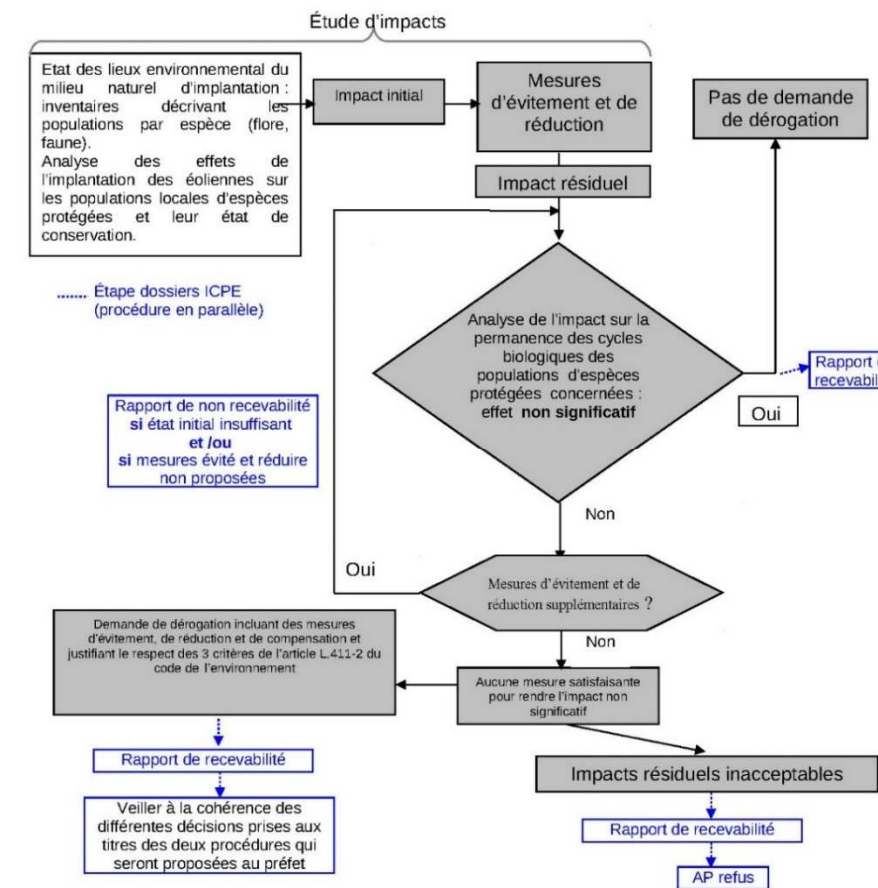 Étude d'impacts
Etat des lieux environnemental du
milieu naturel d'implantation :
inventaires décrivant les
populations par espèce (flore,
faune).
Analyse des effets de
l'implantation des éoliennes sur
les populations locales d'espèces
protégées et leur état de
conservation.
Impact initial
Mesures
d'évitement et de
réduction
Pas de demande
de dérogation
Impact résiduel
Étape dossiers ICPE
(procédure en parallèle)
Analyse de l'impact sur la
permanence des cycles
biologiques des
populations d'espèces
protégées concernées :
effet non significatif
Rapport de
recevabil
Oui
Rapport de non recevabilité
si état initial insuffisant
et /ou
si mesures évité et réduire
non proposées
Non
Oui
Mesures d'évitement et de
réduction supplémentaires ?
Non
Demande de dérogation incluant des mesures
d'évitement, de réduction et de compensation et
justifiant le respect des 3 critères de l'article L.411-2 du
code de l'environnement
Aucune mesure satisfaisante
pour rendre l'impact non
significatif
Rapport de recevabilité
Impacts résiduels inacceptables
Veiller à la cohérence des
différentes décisions prises aux
titres des deux procédures qui
seront proposées au préfet
Rapport de recevabilité
AP refus